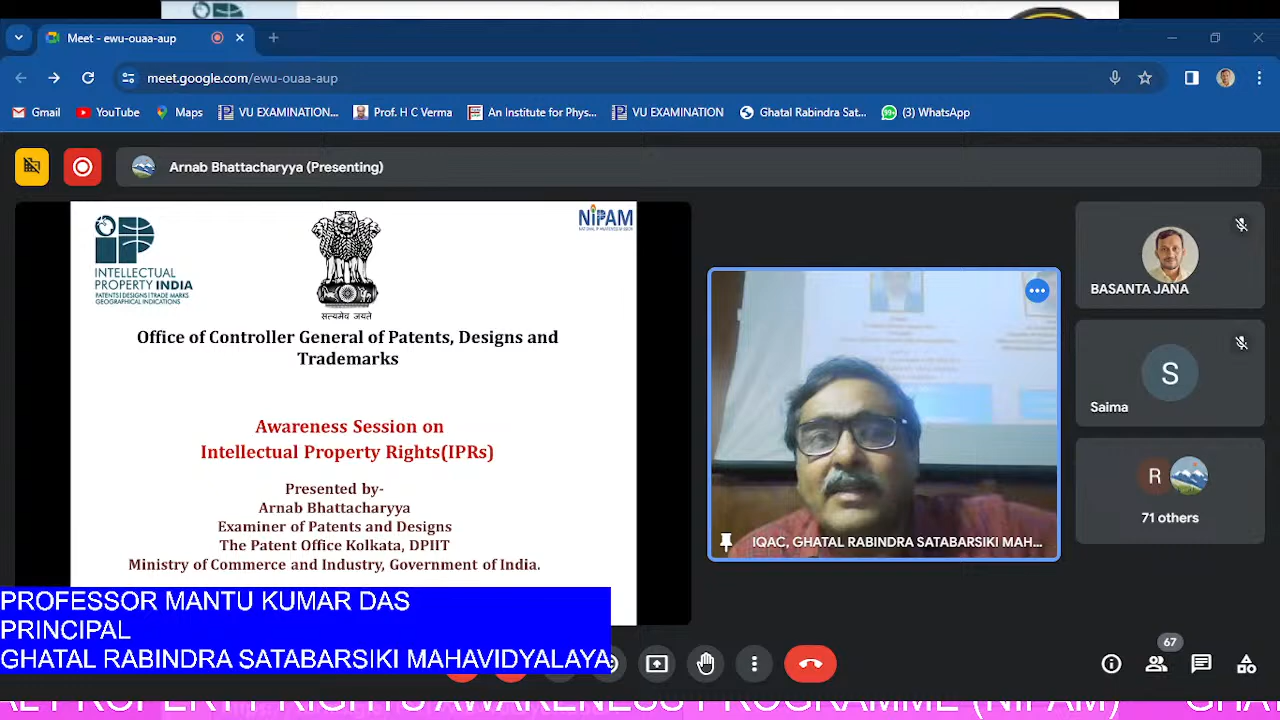 Meet - ewu-ouaa-aup
meet.google.com/ewu-ouaa-aup
Gmail
YouTube
Maps
VU EXAMINATION...
Prof. H C Verma
An Institute for Phys...
VU EXAMINATION
Ghatal Rabindra Sat...
(3) WhatsApp
Arnab Bhattacharyya (Presenting)
iP
INTELLECTUAL
PROPERTY INDIA
PATENTS | DESIGNS | TRADE MARKS
GEOGRAPHICAL INDICATIONS
सत्यमेव जयते
NiPAM
Office of Controller General of Patents, Designs and
Trademarks
Awareness Session on
Intellectual Property Rights(IPRs)
Presented by-
Arnab Bhattacharyya
Examiner of Patents and Designs
The Patent Office Kolkata, DPIIT
Ministry of Commerce and Industry, Government of India.
IQAC, GHATAL RABINDRA SATABARSIKI MAH...
BASANTA JANA
S
Saima
R
71 others
PROFESSOR MANTU KUMAR DAS
PRINCIPAL
GHATAL RABINDRA SATABARSIKI MAHAVIDYALAYA
67
RIGHTS AWARENESS PROGRAMME (NIPAM)